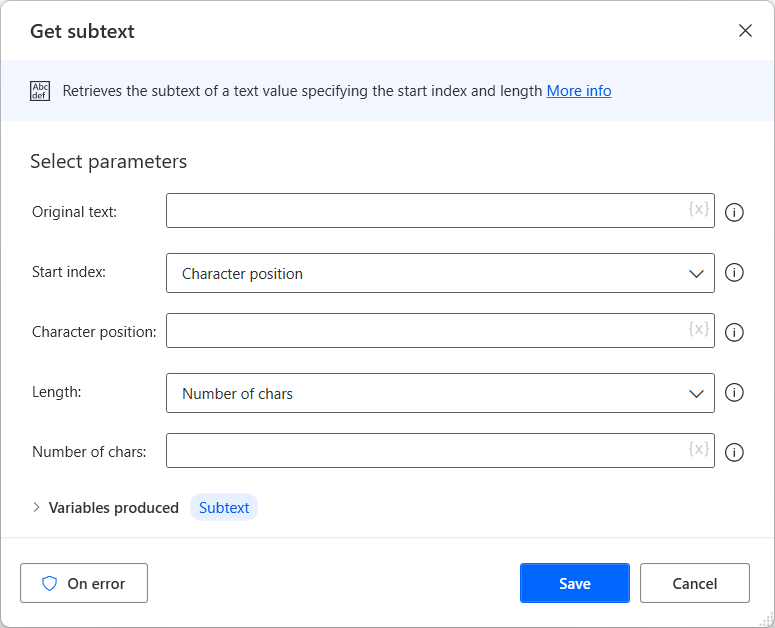 Get subtext
Abc
def
Retrieves the subtext of a text value specifying the start index and length More info
Select parameters
Original text:
{x}
Start index:
Character position
Character position:
{x}
Length:
Number of chars
Number of chars:
{x}
Variables produced Subtext
On error
Save
Cancel